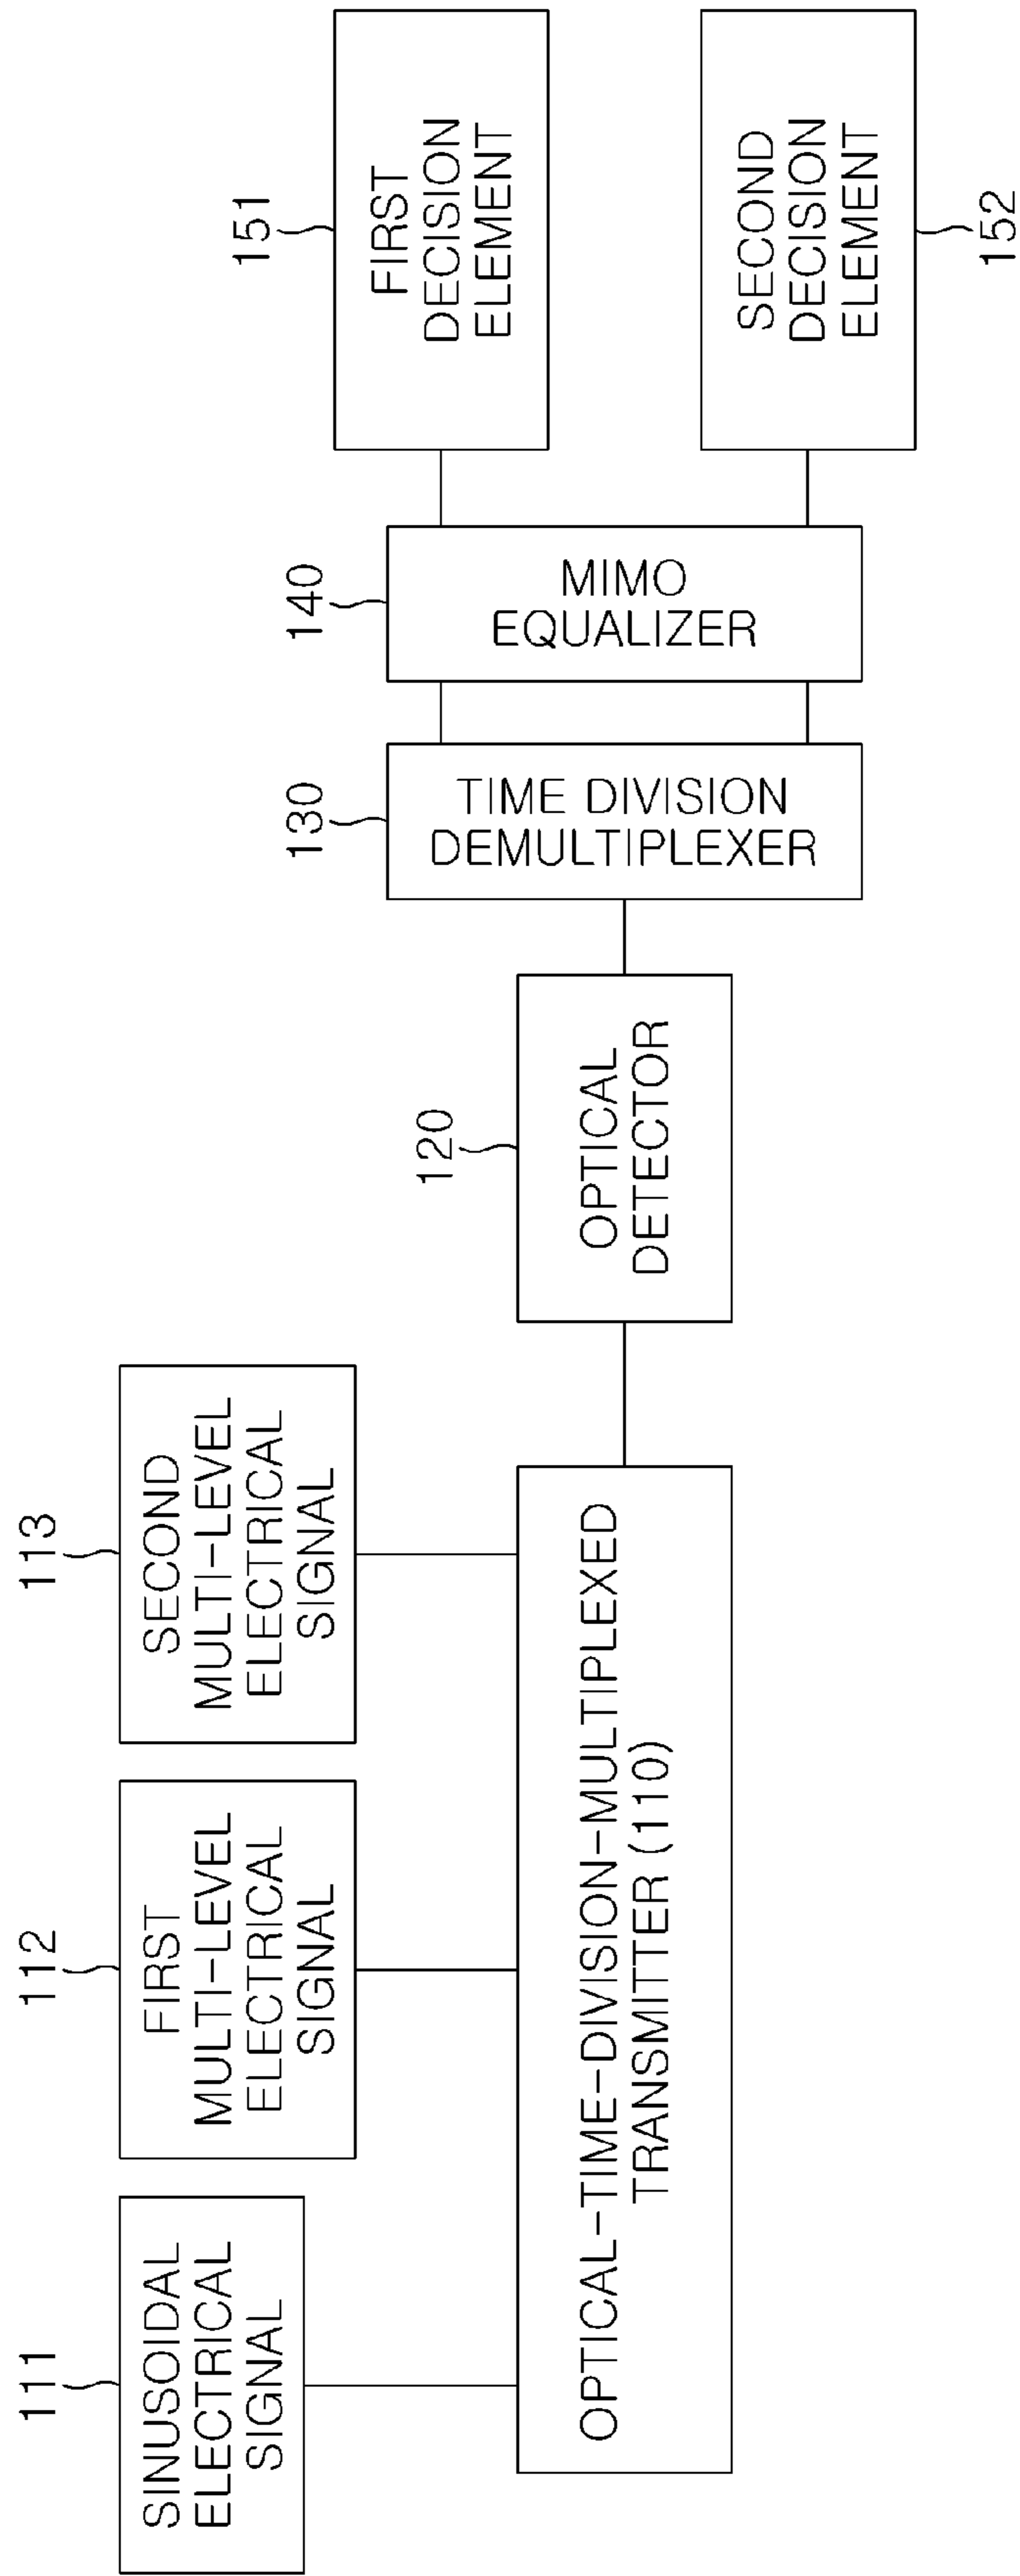 111
SINUSOIDAL
ELECTRICAL
SIGNAL
112
FIRST
MULTI-LEVEL
ELECTRICAL
SIGNAL
113
SECOND
MULTI-LEVEL
ELECTRICAL
SIGNAL
OPTICAL-TIME-DIVISION-MULTIPLEXED
TRANSMITTER (110)
120
OPTICAL
DETECTOR
130
TIME DIVISION
DEMULTIPLEXER
140
MIMO
EQUALIZER
151
FIRST
DECISION
ELEMENT
SECOND
DECISION
ELEMENT
152